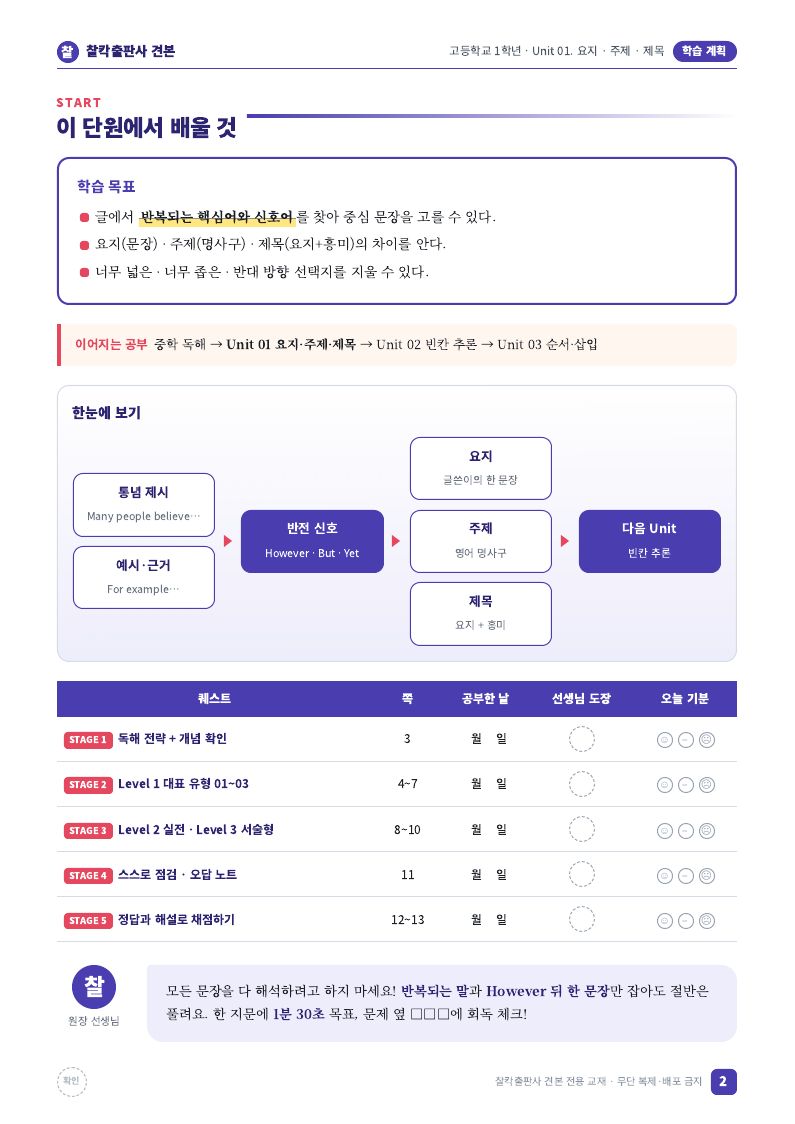 찰 찰칵출판사 견본
고등학교 1학년 · Unit 01. 요지 · 주제 · 제목 학습 계획
START
이 단원에서 배울 것
학습 목표
글에서 반복되는 핵심어와 신호어를 찾아 중심 문장을 고를 수 있다.
요지(문장) · 주제(명사구) · 제목(요지+흥미)의 차이를 안다.
너무 넓은 · 너무 좁은 · 반대 방향 선택지를 지울 수 있다.
이어지는 공부 중학 독해 → Unit 01 요지·주제·제목 → Unit 02 빈칸 추론 → Unit 03 순서·삽입
한눈에 보기
통념 제시
Many people believe…
예시·근거
For example…
반전 신호
However · But · Yet
요지
글쓴이의 한 문장
주제
영어 명사구
제목
요지 + 흥미
다음 Unit
빈칸 추론
퀘스트 쪽 공부한 날 선생님 도장 오늘 기분
STAGE 1 독해 전략 + 개념 확인 3 월 일
STAGE 2 Level 1 대표 유형 01~03 4~7 월 일
STAGE 3 Level 2 실전 · Level 3 서술형 8~10 월 일
STAGE 4 스스로 점검 · 오답 노트 11 월 일
STAGE 5 정답과 해설로 채점하기 12~13 월 일
찰
원장 선생님
모든 문장을 다 해석하려고 하지 마세요! 반복되는 말과 However 뒤 한 문장만 잡아도 절반은
풀려요. 한 지문에 1분 30초 목표, 문제 옆 □□□에 회독 체크!
확인
찰칵출판사 견본 전용 교재 · 무단 복제·배포 금지 2